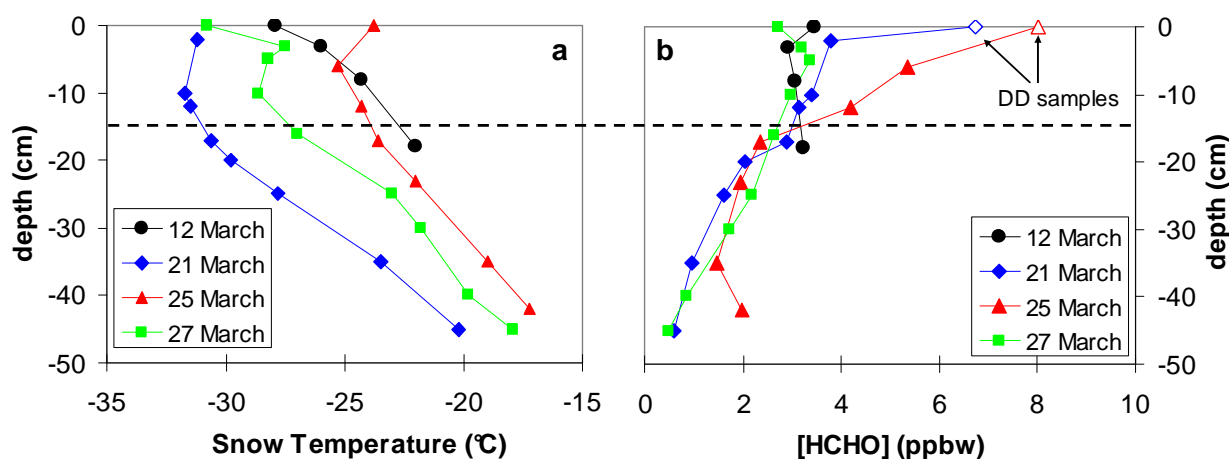 a
depth (cm)
0
-10
-20
-30
-40
-50
12 March
21 March
25 March
27 March
-35
-30
-25
-20
-15
Snow Temperature (°C)
b
DD samples
12 March
21 March
25 March
27 March
0
-10
-20
-30
-40
-50
depth (cm)
0
2
4
6
8
10
[HCHO] (ppbw)